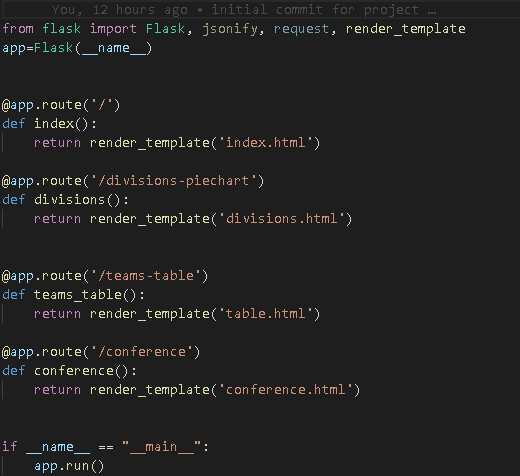 You, 12 hours ago • initial commit for project …
from flask import Flask, jsonify, request, render_template
app=Flask(__name__)
@app.route('/')
def index():
    return render_template('index.html')
@app.route('/divisions-piechart')
def divisions():
    return render_template('divisions.html')
@app.route('/teams-table')
def teams_table():
    return render_template('table.html')
@app.route('/conference')
def conference():
    return render_template('conference.html')
if __name__ == "__main__":
    app.run()